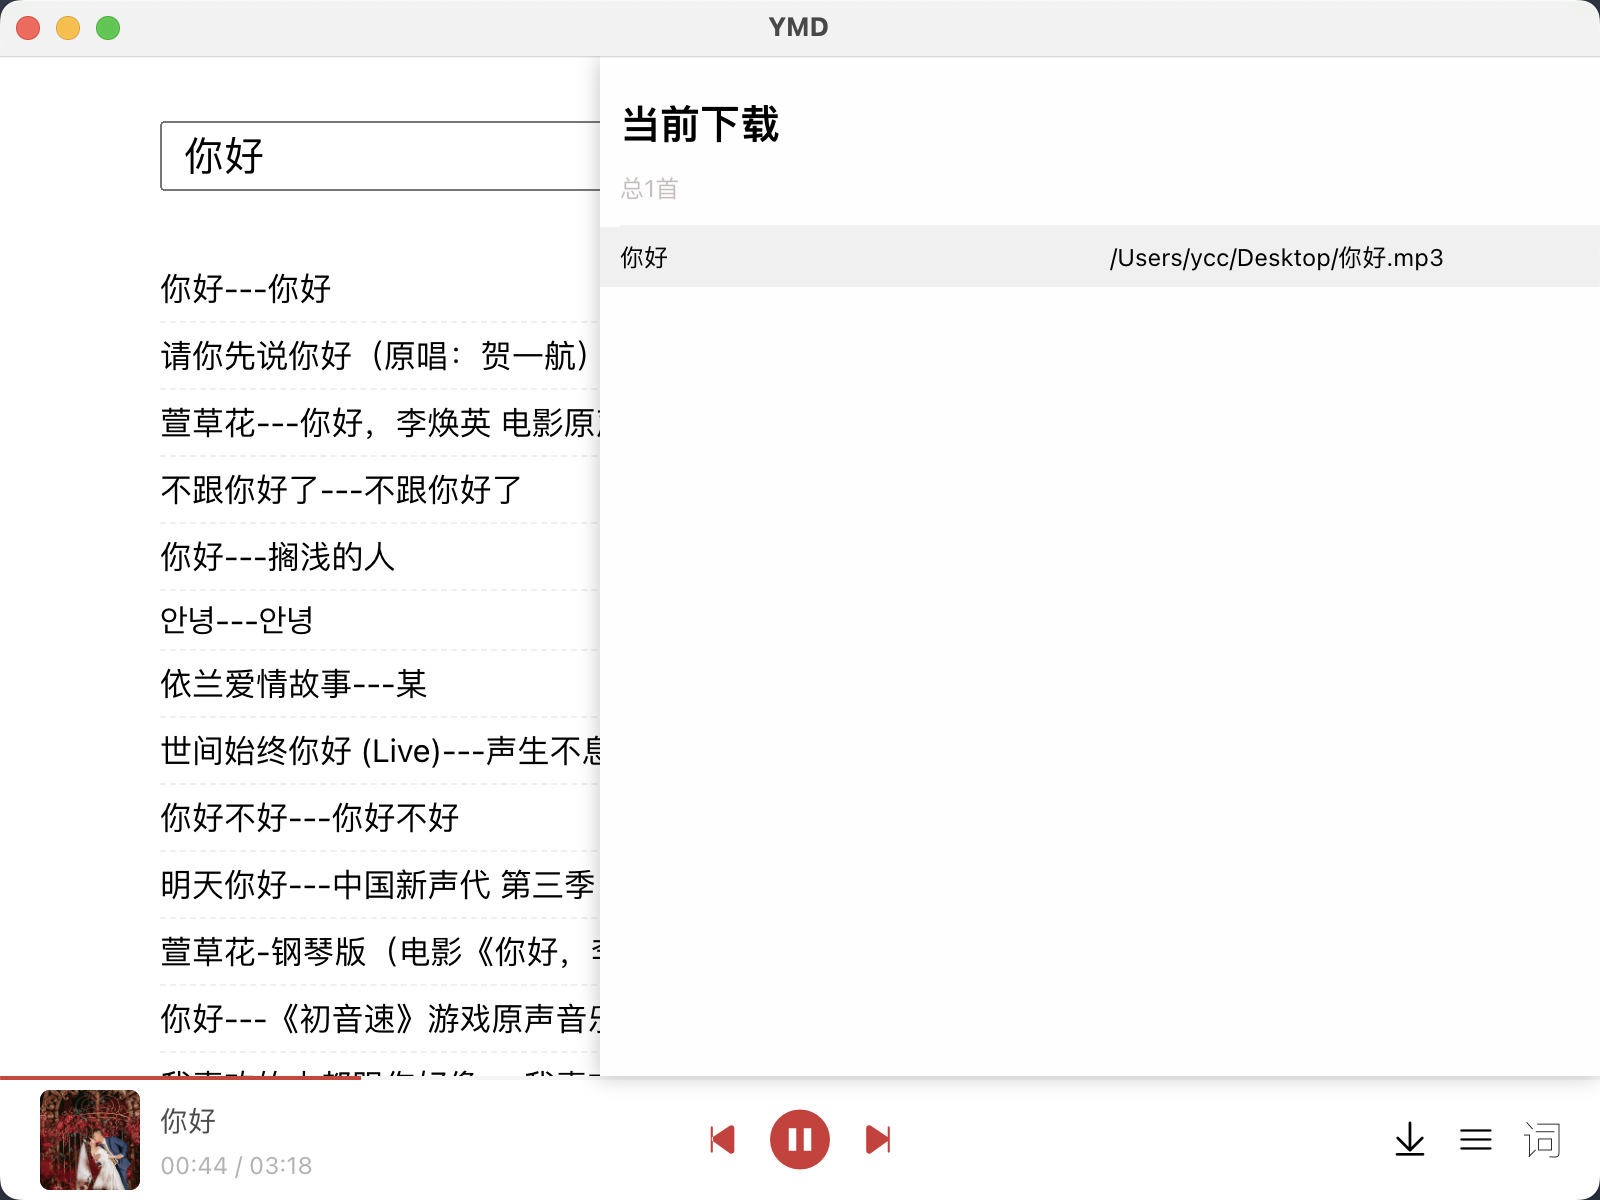 YMD
你好
你好---你好
请你先说你好（原唱：贺一航）
萱草花---你好，李焕英 电影原
不跟你好了---不跟你好了
你好---搁浅的人
안녕---안녕
依兰爱情故事---某
世间始终你好 (Live)---声生不息
你好不好---你好不好
明天你好---中国新声代 第三季
萱草花-钢琴版（电影《你好，李
你好---《初音速》游戏原声音乐
当前下载
总1首
你好 /Users/ycc/Desktop/你好.mp3
你好
00:44 / 03:18
词